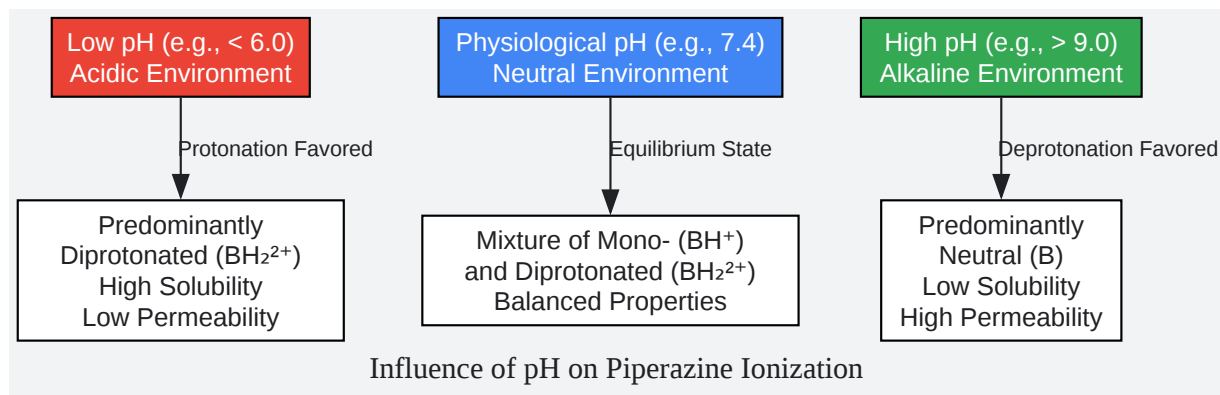 Low pH (e.g., < 6.0)
Acidic Environment
Physiological pH (e.g., 7.4)
Neutral Environment
High pH (e.g., > 9.0)
Alkaline Environment
Protonation Favored
Equilibrium State
Deprotonation Favored
Predominantly
Diprotonated (BH₂²⁺)
High Solubility
Low Permeability
Mixture of Mono- (BH⁺)
and Diprotonated (BH₂²⁺)
Balanced Properties
Predominantly
Neutral (B)
Low Solubility
High Permeability
Influence of pH on Piperazine Ionization